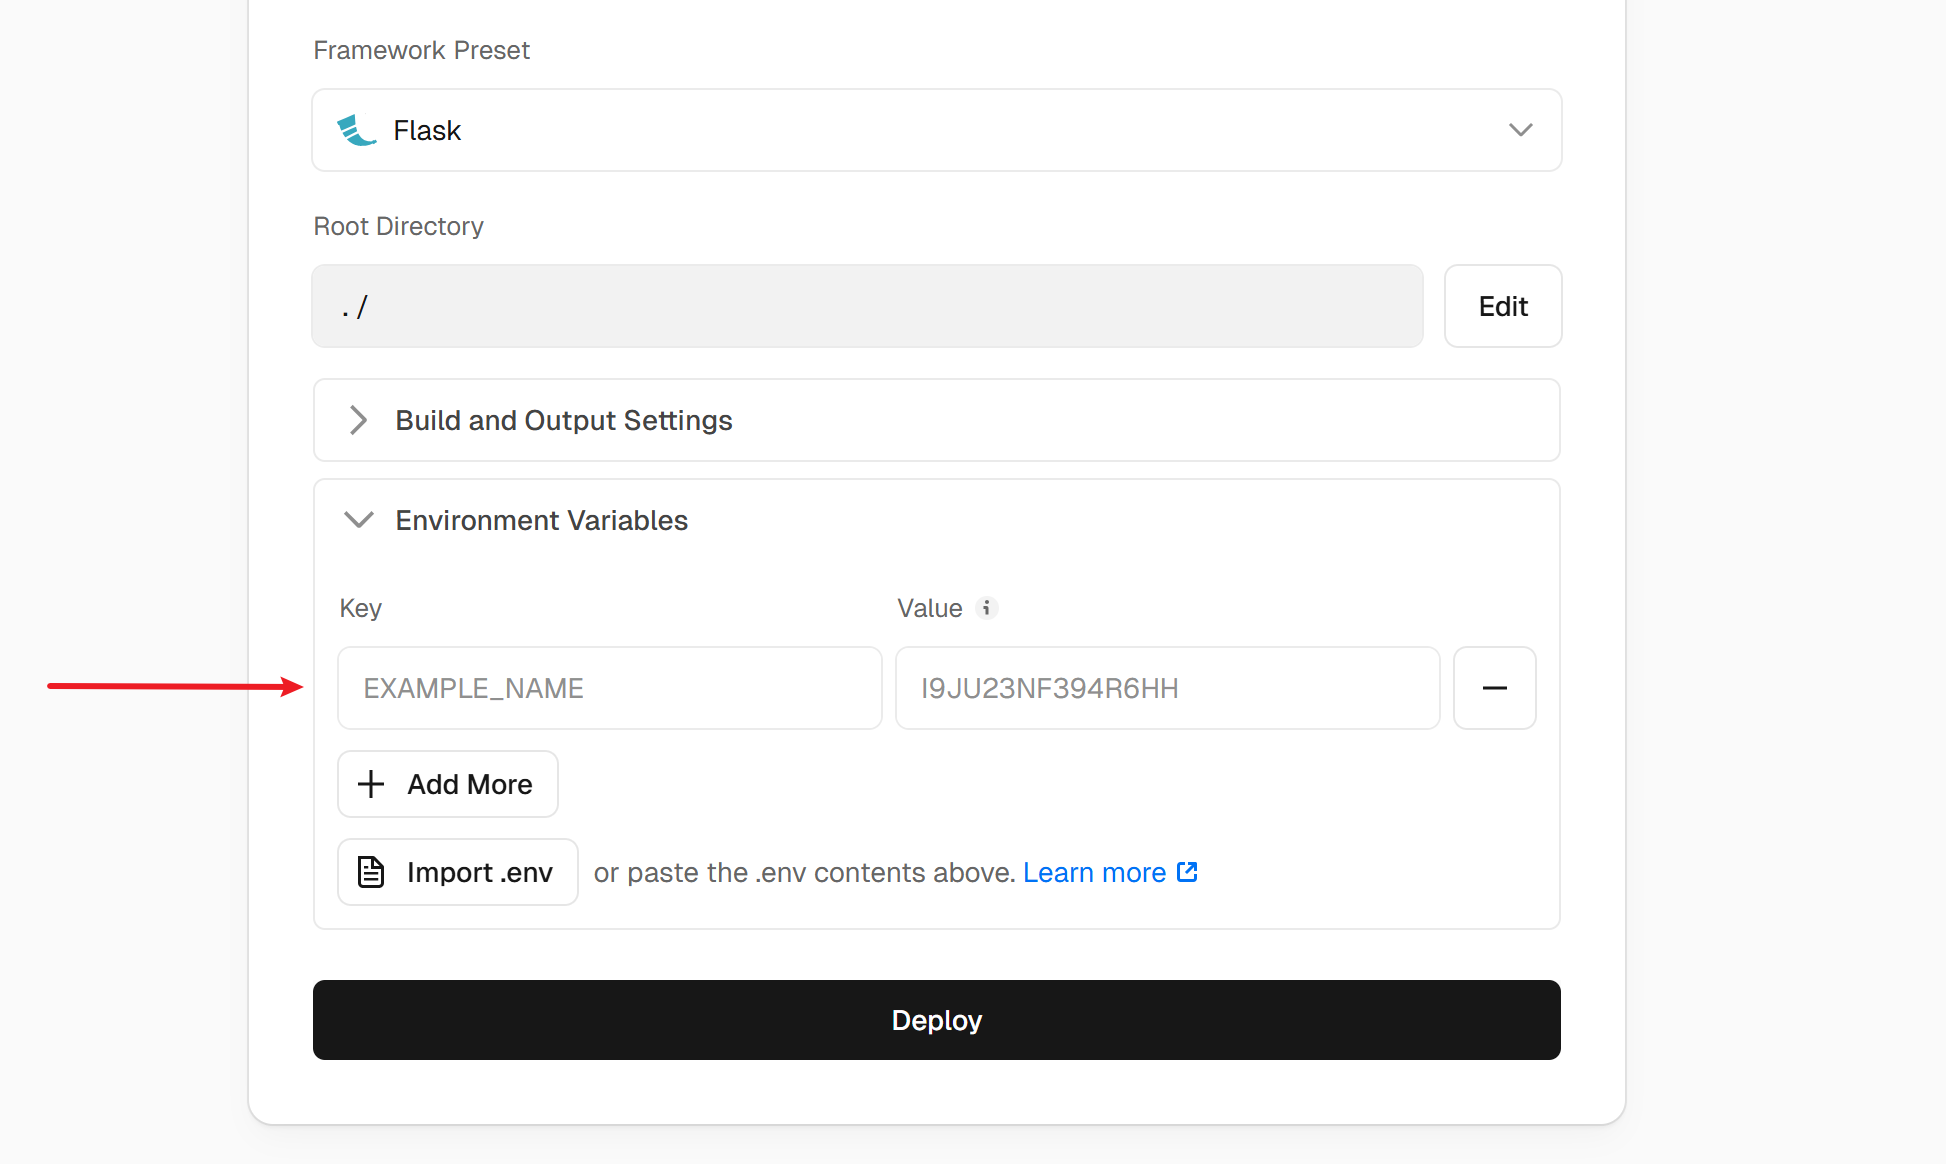 Framework Preset
Flask
Root Directory
./
Edit
Build and Output Settings
Environment Variables
Key
Value
EXAMPLE_NAME
I9JU23NF394R6HH
Add More
Import .env
or paste the .env contents above. Learn more
Deploy